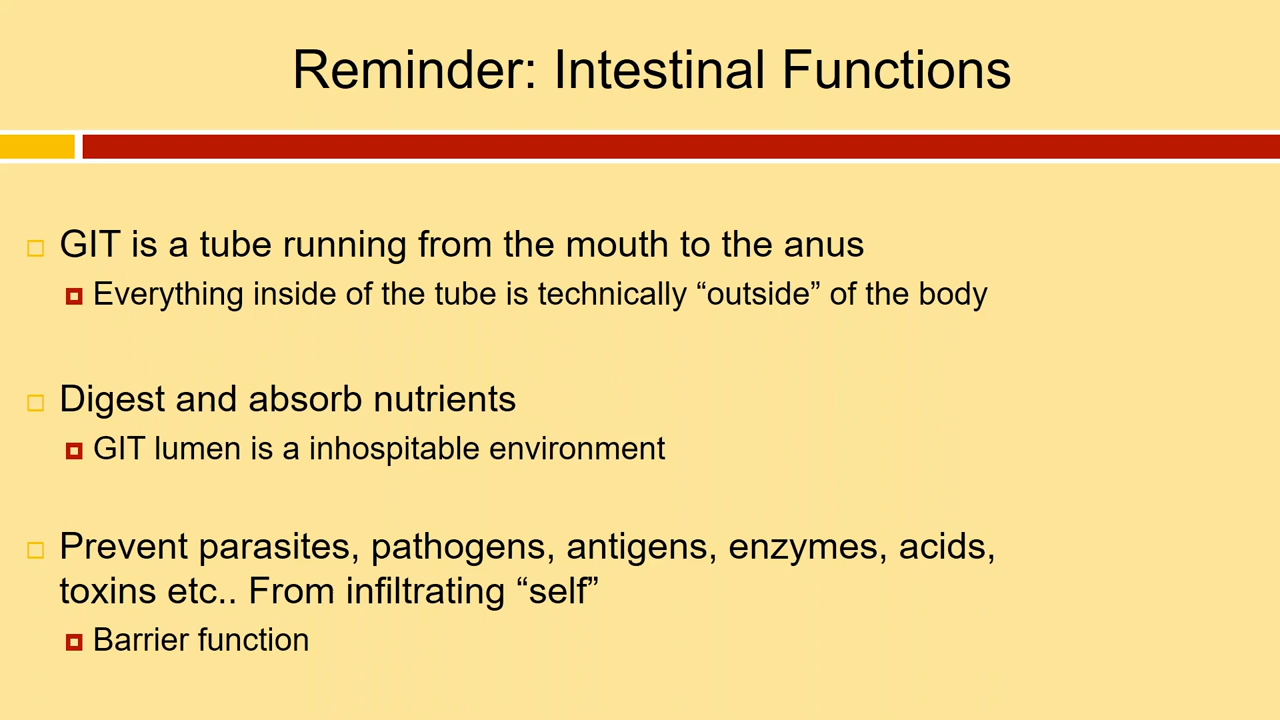 Reminder: Intestinal Functions
GIT is a tube running from the mouth to the anus
Everything inside of the tube is technically “outside” of the body
Digest and absorb nutrients
GIT lumen is a inhospitable environment
Prevent parasites, pathogens, antigens, enzymes, acids,
toxins etc.. From infiltrating “self”
Barrier function